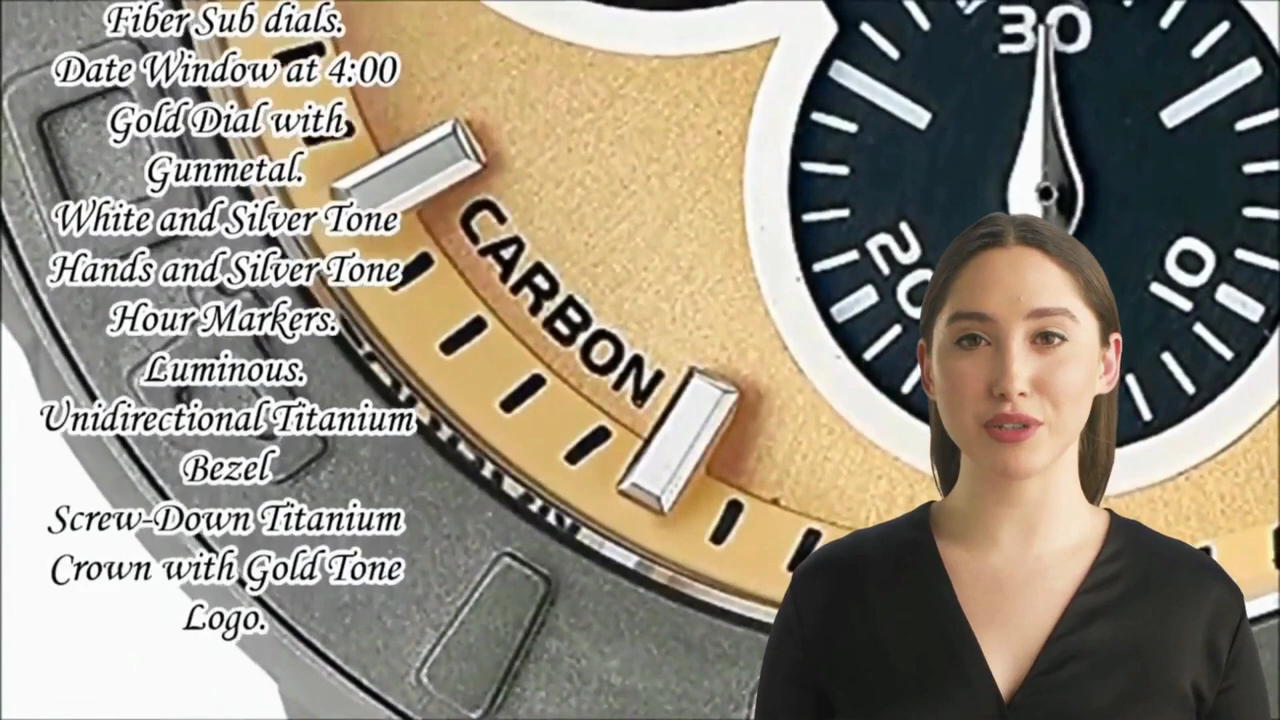 Fiber Sub dials.
Date Window at 4:00
Gold Dial with
Gunmetal.
White and Silver Tone
Hands and Silver Tone
Hour Markers.
Luminous.
Unidirectional Titanium
Bezel
Screw-Down Titanium
Crown with Gold Tone
Logo.
CARBON
30
20
10